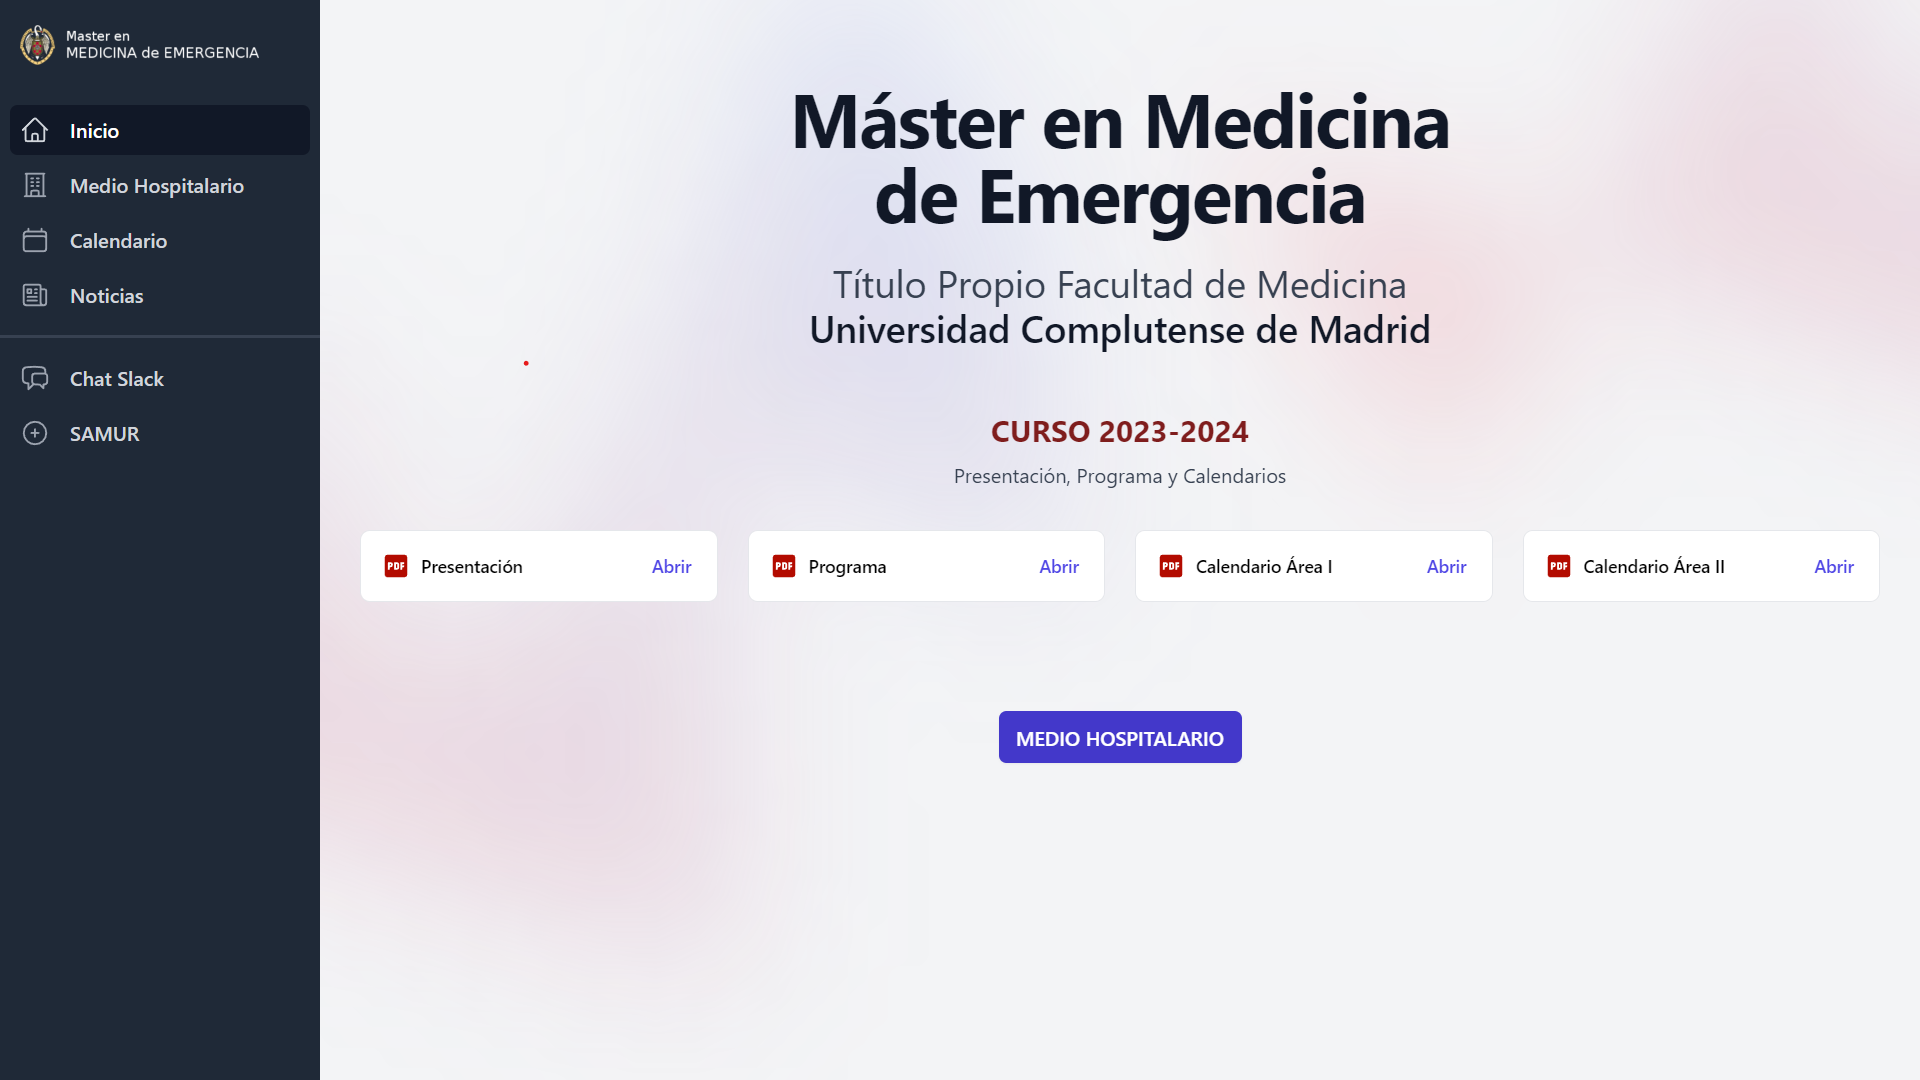 Master en
MEDICINA de EMERGENCIA
Inicio
Medio Hospitalario
Calendario
Noticias
Chat Slack
SAMUR
Máster en Medicina
de Emergencia
Título Propio Facultad de Medicina
Universidad Complutense de Madrid
CURSO 2023-2024
Presentación, Programa y Calendarios
PDF Presentación Abrir
PDF Programa Abrir
PDF Calendario Área I Abrir
PDF Calendario Área II Abrir
MEDIO HOSPITALARIO